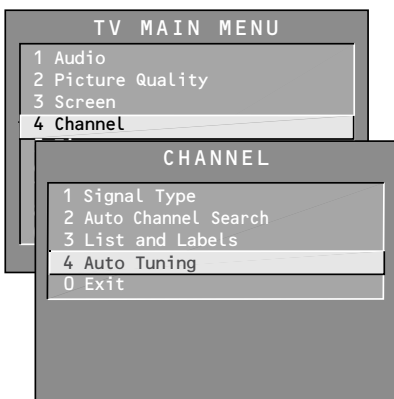 TV MAIN MENU
1 Audio
2 Picture Quality
3 Screen
4 Channel
CHANNEL
1 Signal Type
2 Auto Channel Search
3 List and Labels
4 Auto Tuning
0 Exit